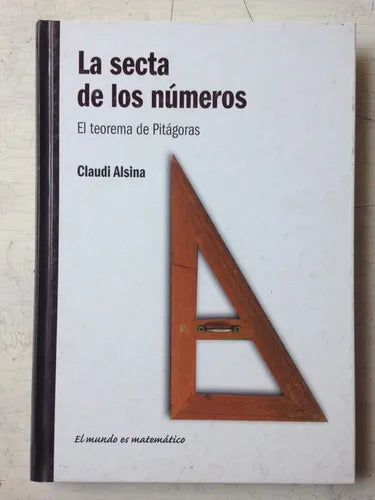 La secta
de los números
El teorema de Pitágoras
Claudi Alsina
El mundo es matemático